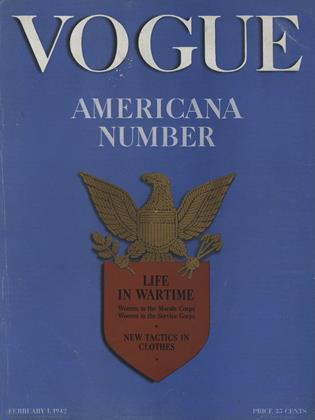 VOGUE
AMERICANA
NUMBER
LIFE
IN WARTIME
Women in the Morale Corps
Women in the Service Corps
NEW TACTICS IN
CLOTHES
FEBRUARY 1, 1942
PRICE 35 CENTS